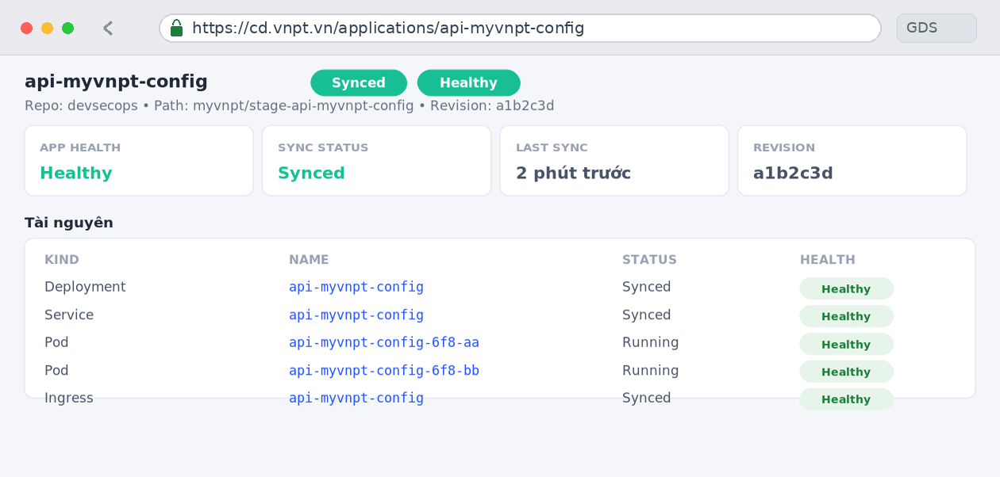 https://cd.vnpt.vn/applications/api-myvnpt-config GDS
api-myvnpt-config Synced Healthy
Repo: devsecops • Path: myvnpt/stage-api-myvnpt-config • Revision: a1b2c3d
APP HEALTH SYNC STATUS LAST SYNC REVISION
Healthy Synced 2 phút trước a1b2c3d
Tài nguyên
KIND NAME STATUS HEALTH
Deployment api-myvnpt-config Synced Healthy
Service api-myvnpt-config Synced Healthy
Pod api-myvnpt-config-6f8-aa Running Healthy
Pod api-myvnpt-config-6f8-bb Running Healthy
Ingress api-myvnpt-config Synced Healthy